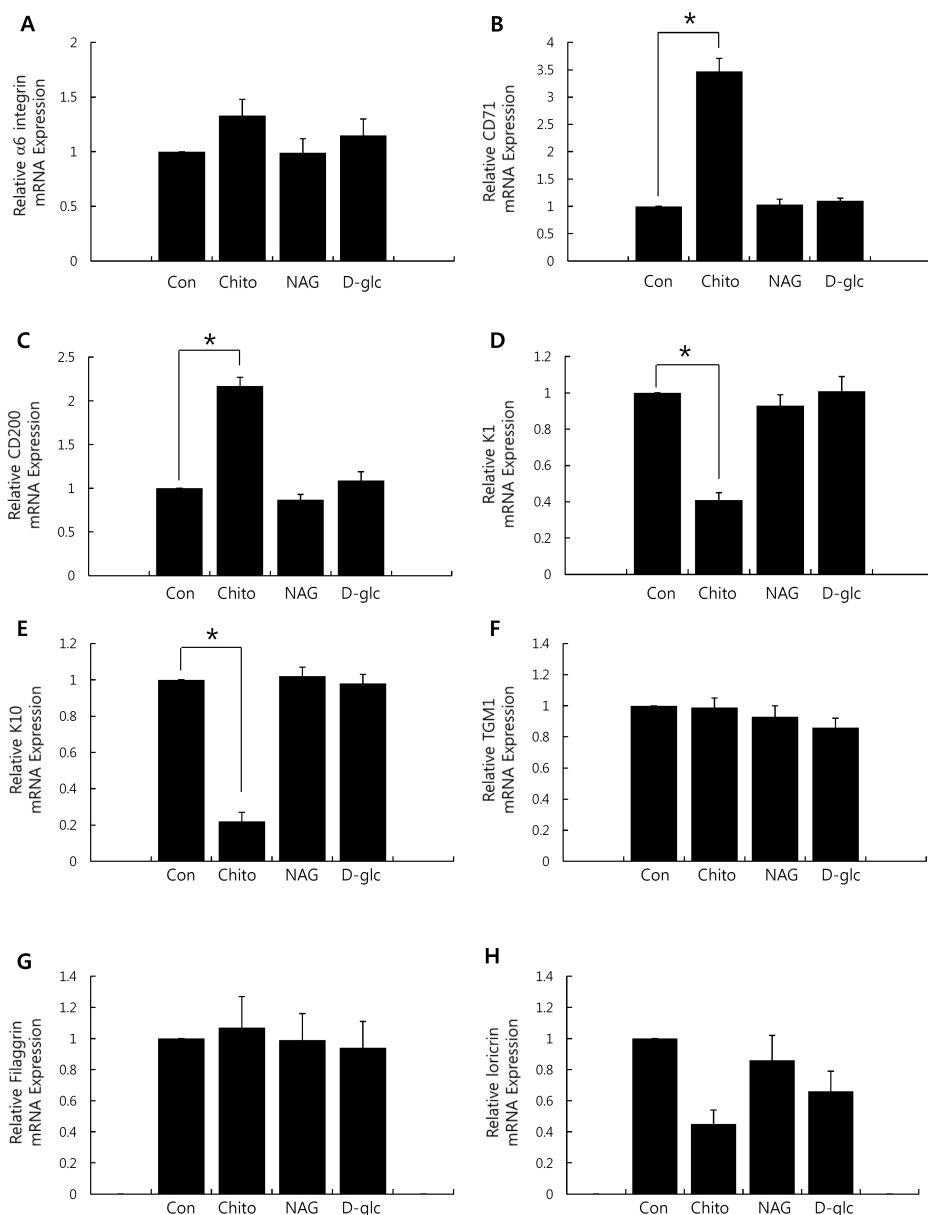 A
Relative α6 integrin
mRNA Expression
2
1.5
1
0.5
0
Con Chito NAG D-glc
B
*
Relative CD71
mRNA Expression
4
3.5
3
2.5
2
1.5
1
0.5
0
Con Chito NAG D-glc
C
*
Relative CD200
mRNA Expression
2.5
2
1.5
1
0.5
0
Con Chito NAG D-glc
D
*
Relative K1
mRNA Expression
1.2
1
0.8
0.6
0.4
0.2
0
Con Chito NAG D-glc
E
*
Relative K10
mRNA Expression
1.2
1
0.8
0.6
0.4
0.2
0
Con Chito NAG D-glc
F
Relative TGM1
mRNA Expression
1.4
1.2
1
0.8
0.6
0.4
0.2
0
Con Chito NAG D-glc
G
Relative Filaggrin
mRNA Expression
1.4
1.2
1
0.8
0.6
0.4
0.2
0
Con Chito NAG D-glc
H
Relative loricrin
mRNA Expression
1.4
1.2
1
0.8
0.6
0.4
0.2
0
Con Chito NAG D-glc